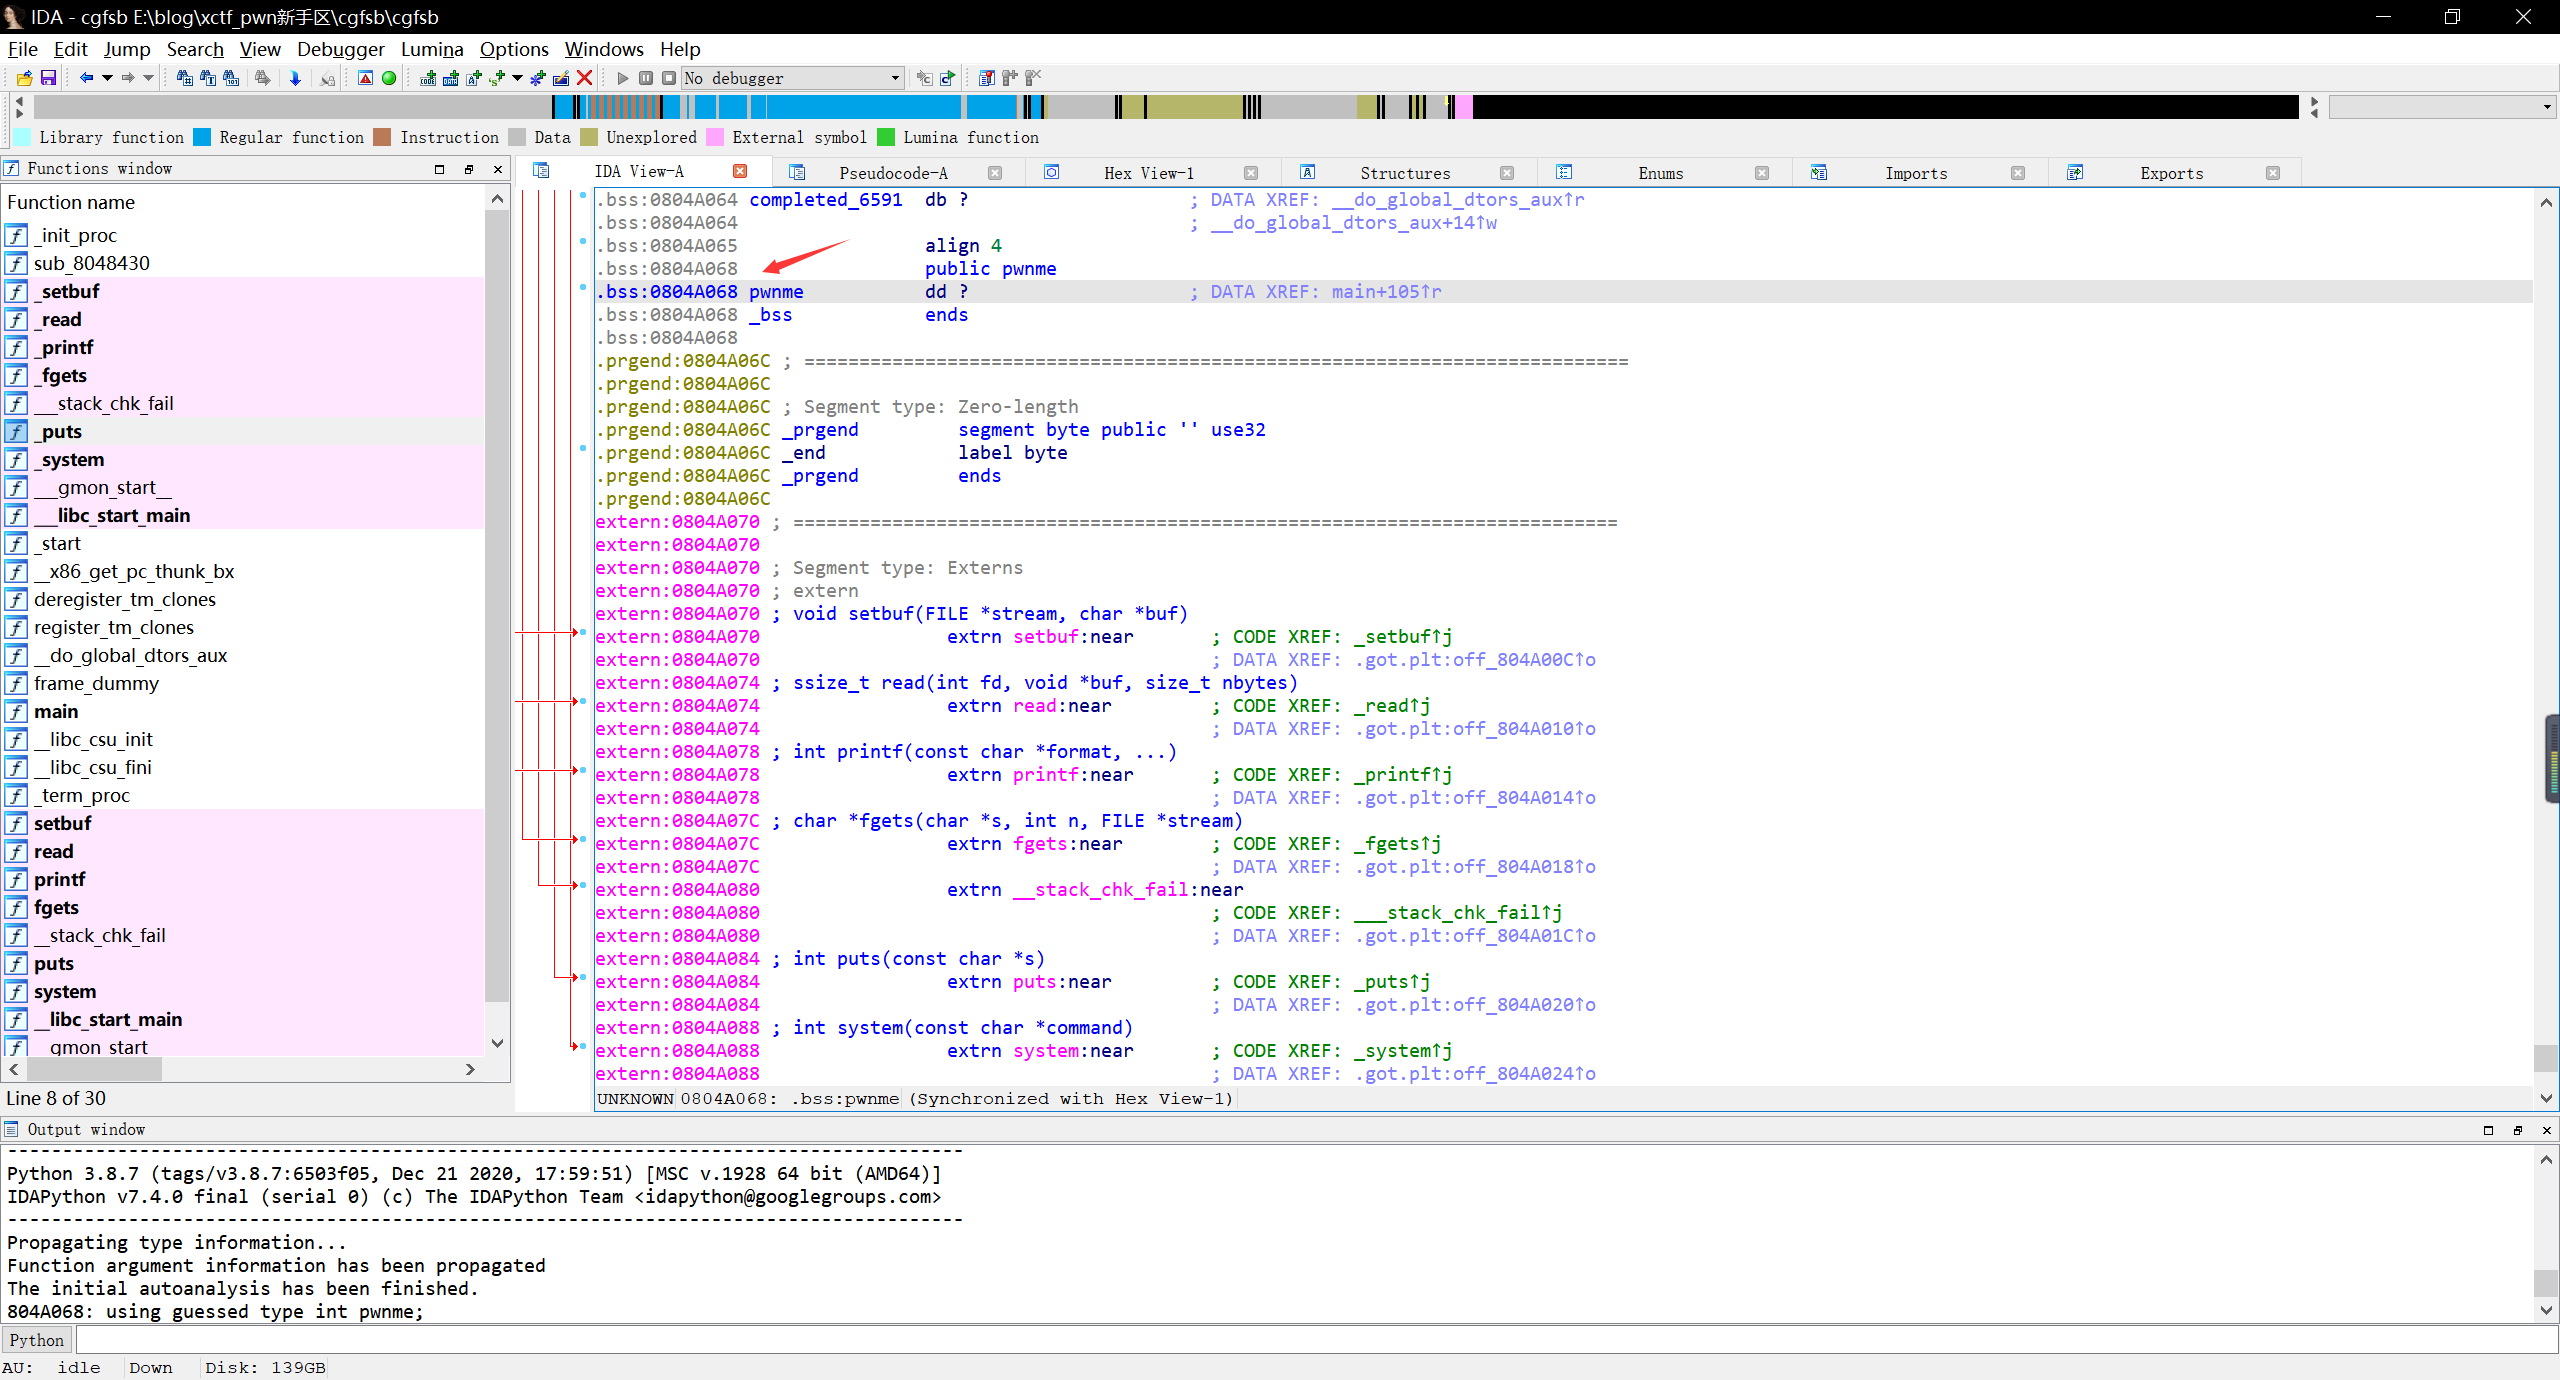 IDA - cgfsb E:\blog\xctf_pwn新手区\cgfsb\cgfsb
File Edit Jump Search View Debugger Lumina Options Windows Help
No debugger
Library function Regular function Instruction Data Unexplored External symbol Lumina function
Functions window
IDA View-A Pseudocode-A Hex View-1 Structures Enums Imports Exports
Function name
_init_proc
sub_8048430
_setbuf
_read
_printf
_fgets
___stack_chk_fail
_puts
_system
___gmon_start__
___libc_start_main
_start
__x86_get_pc_thunk_bx
deregister_tm_clones
register_tm_clones
__do_global_dtors_aux
frame_dummy
main
__libc_csu_init
__libc_csu_fini
_term_proc
setbuf
read
printf
fgets
__stack_chk_fail
puts
system
__libc_start_main
__gmon_start__
Line 8 of 30
.bss:0804A064 completed_6591 db ? ; DATA XREF: __do_global_dtors_aux↑r
.bss:0804A064 ; __do_global_dtors_aux+14↑w
.bss:0804A065 align 4
.bss:0804A068 public pwnme
.bss:0804A068 pwnme dd ? ; DATA XREF: main+105↑r
.bss:0804A068 _bss ends
.bss:0804A068
.prgend:0804A06C ; ===========================================================================
.prgend:0804A06C
.prgend:0804A06C ; Segment type: Zero-length
.prgend:0804A06C _prgend segment byte public '' use32
.prgend:0804A06C _end label byte
.prgend:0804A06C _prgend ends
.prgend:0804A06C
extern:0804A070 ; ===========================================================================
extern:0804A070
extern:0804A070 ; Segment type: Externs
extern:0804A070 ; extern
extern:0804A070 ; void setbuf(FILE *stream, char *buf)
extern:0804A070 extrn setbuf:near ; CODE XREF: _setbuf↑j
extern:0804A070 ; DATA XREF: .got.plt:off_804A00C↑o
extern:0804A074 ; ssize_t read(int fd, void *buf, size_t nbytes)
extern:0804A074 extrn read:near ; CODE XREF: _read↑j
extern:0804A074 ; DATA XREF: .got.plt:off_804A010↑o
extern:0804A078 ; int printf(const char *format, ...)
extern:0804A078 extrn printf:near ; CODE XREF: _printf↑j
extern:0804A078 ; DATA XREF: .got.plt:off_804A014↑o
extern:0804A07C ; char *fgets(char *s, int n, FILE *stream)
extern:0804A07C extrn fgets:near ; CODE XREF: _fgets↑j
extern:0804A07C ; DATA XREF: .got.plt:off_804A018↑o
extern:0804A080 extrn __stack_chk_fail:near
extern:0804A080 ; CODE XREF: ___stack_chk_fail↑j
extern:0804A080 ; DATA XREF: .got.plt:off_804A01C↑o
extern:0804A084 ; int puts(const char *s)
extern:0804A084 extrn puts:near ; CODE XREF: _puts↑j
extern:0804A084 ; DATA XREF: .got.plt:off_804A020↑o
extern:0804A088 ; int system(const char *command)
extern:0804A088 extrn system:near ; CODE XREF: _system↑j
extern:0804A088 ; DATA XREF: .got.plt:off_804A024↑o
UNKNOWN 0804A068: .bss:pwnme (Synchronized with Hex View-1)
Output window
---------------------------------------------------------------------------------------
Python 3.8.7 (tags/v3.8.7:6503f05, Dec 21 2020, 17:59:51) [MSC v.1928 64 bit (AMD64)]
IDAPython v7.4.0 final (serial 0) (c) The IDAPython Team <idapython@googlegroups.com>
---------------------------------------------------------------------------------------
Propagating type information...
Function argument information has been propagated
The initial autoanalysis has been finished.
804A068: using guessed type int pwnme;
Python
AU: idle Down Disk: 139GB